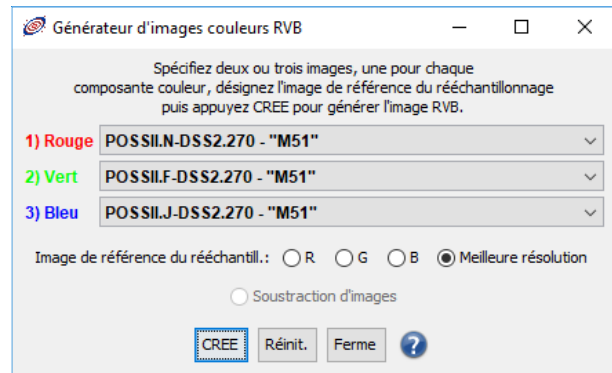 Générateur d'images couleurs RVB
Spécifiez deux ou trois images, une pour chaque
composante couleur, désignez l'image de référence du rééchantillonnage
puis appuyez CREE pour générer l'image RVB.
1) Rouge POSSII.N-DSS2.270 - "M51"
2) Vert POSSII.F-DSS2.270 - "M51"
3) Bleu POSSII.J-DSS2.270 - "M51"
Image de référence du rééchantill.: R G B Meilleure résolution
Soustraction d'images
CREE Réinit. Ferme ?